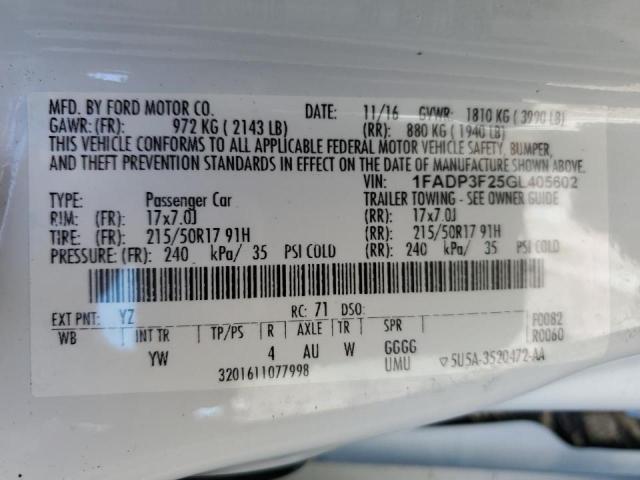 MFD. BY FORD MOTOR CO. DATE: 11/16 GVWR: 1810 KG ( 3990 LB)
GAWR: (FR): 972 KG ( 2143 LB) (RR): 880 KG ( 1940 LB)
THIS VEHICLE CONFORMS TO ALL APPLICABLE FEDERAL MOTOR VEHICLE SAFETY, BUMPER,
AND THEFT PREVENTION STANDARDS IN EFFECT ON THE DATE OF MANUFACTURE SHOWN ABOVE.
VIN: 1FADP3F25GL405602
TYPE: Passenger Car TRAILER TOWING - SEE OWNER GUIDE
RIM: (FR): 17x7.0J (RR): 17x7.0J
TIRE: (FR): 215/50R17 91H (RR): 215/50R17 91H
PRESSURE: (FR): 240 kPa/ 35 PSI COLD (RR): 240 kPa/ 35 PSI COLD
EXT PNT: YZ RC: 71 DSO: F0082
WB INT TR TP/PS R AXLE TR SPR R0060
YW 4 AU W GGGG
UMU
3201611077998 ▽5U5A-3520472-AA